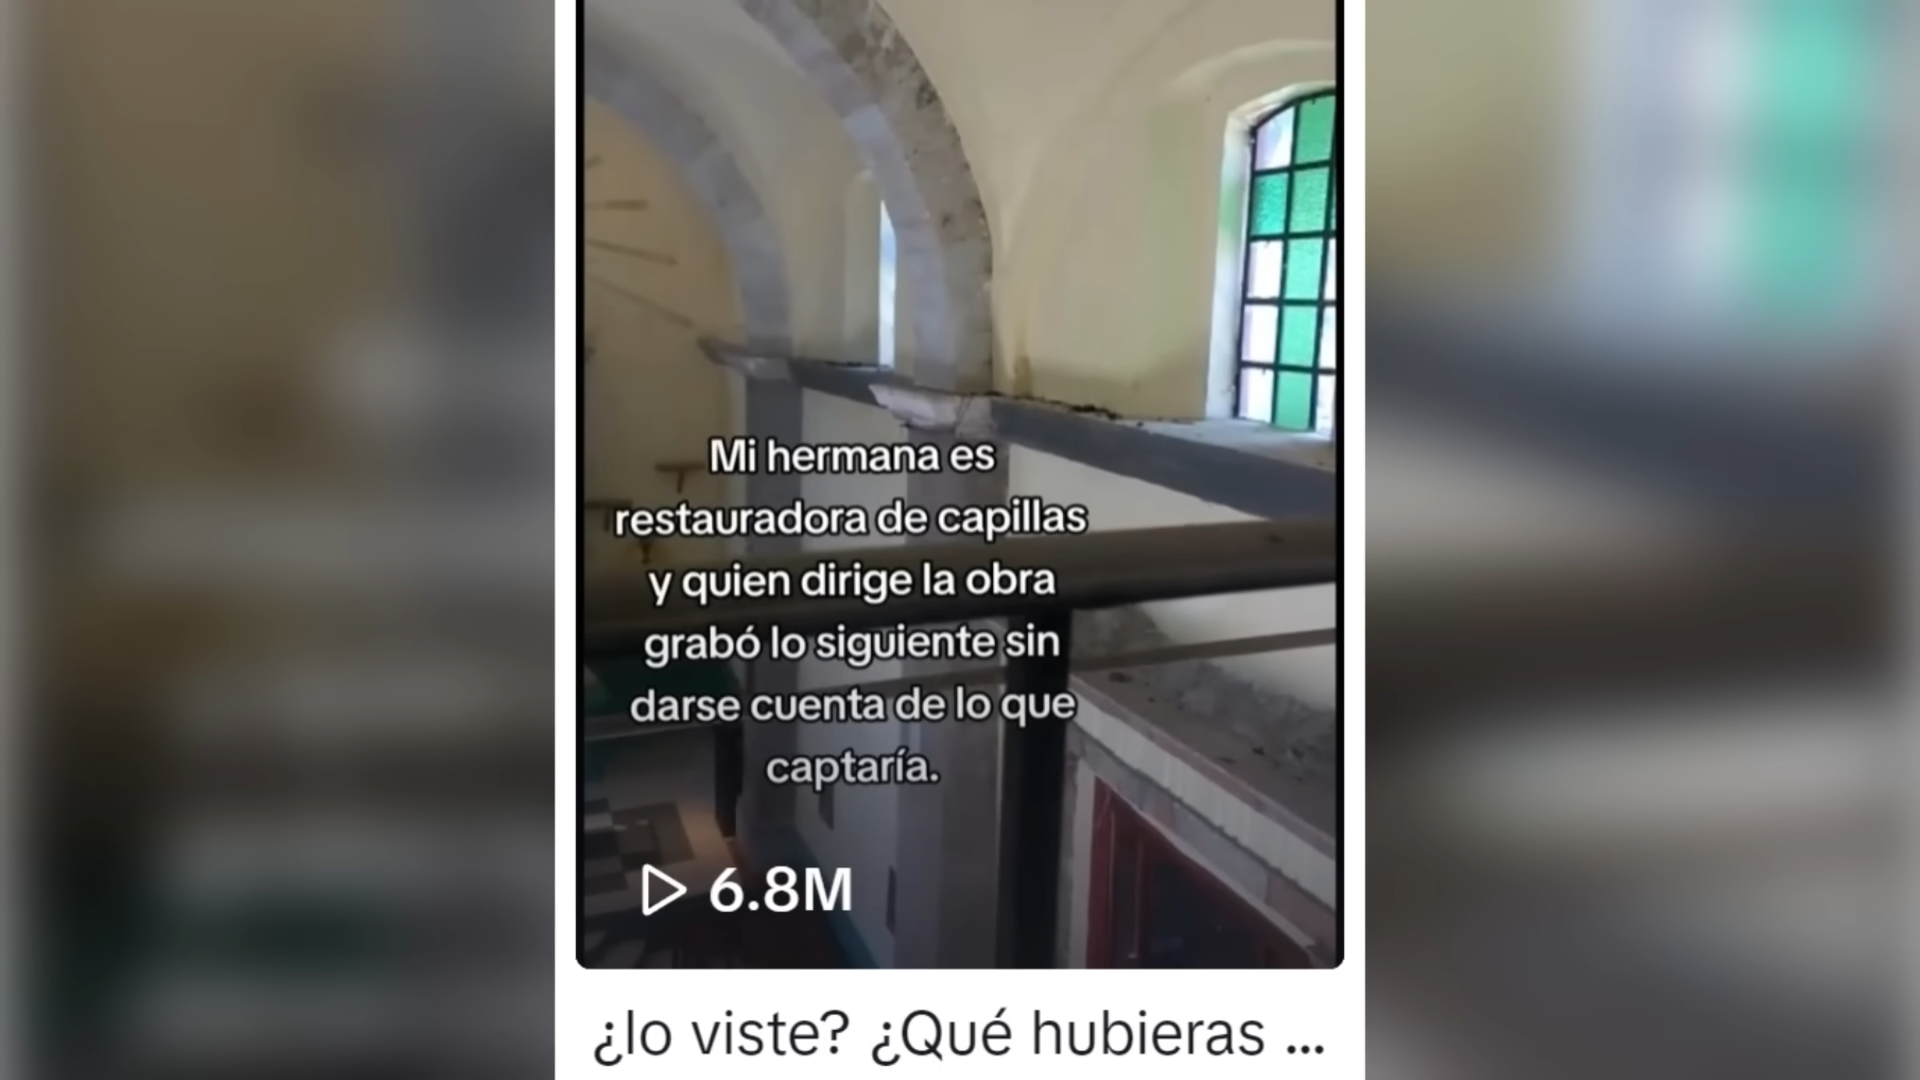 Mi hermana es
restauradora de capillas
y quien dirige la obra
grabó lo siguiente sin
darse cuenta de lo que
captaría.
6.8M
¿lo viste? ¿Qué hubieras ...